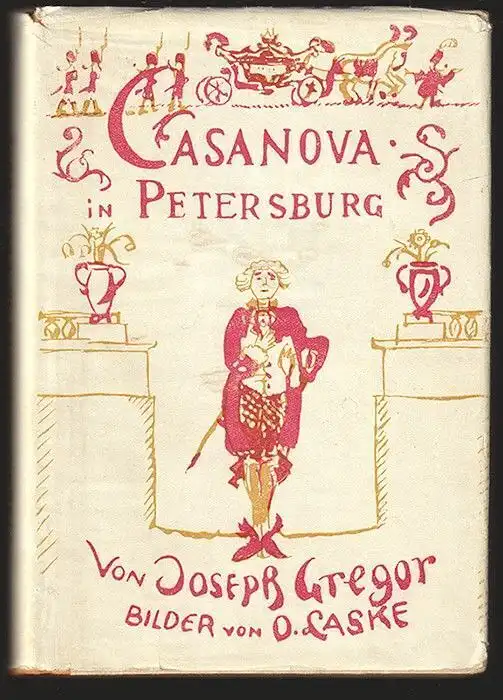 CASANOVA
in PETERSBURG
VON JOSEPH GREGOR
BILDER VON O. LASKE